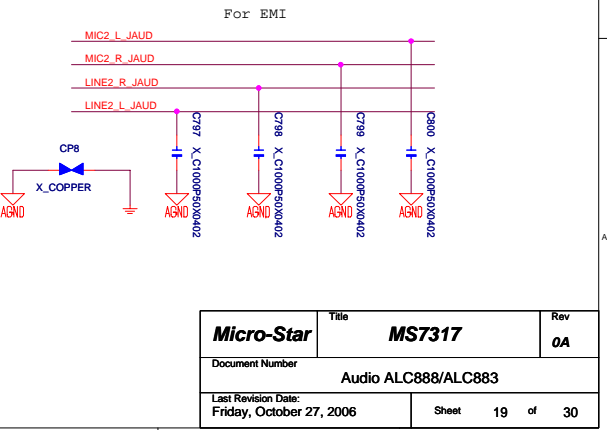 For EMI
MIC2_L_JAUD
MIC2_R_JAUD
LINE2_R_JAUD
LINE2_L_JAUD
CP8
X_COPPER
AGND
C797 X_C1000P50X0402
AGND
C798 X_C1000P50X0402
AGND
C799 X_C1000P50X0402
AGND
C800 X_C1000P50X0402
AGND
A
Micro-Star
Title
MS7317
Rev
0A
Document Number
Audio ALC888/ALC883
Last Revision Date:
Friday, October 27, 2006
Sheet 19 of 30